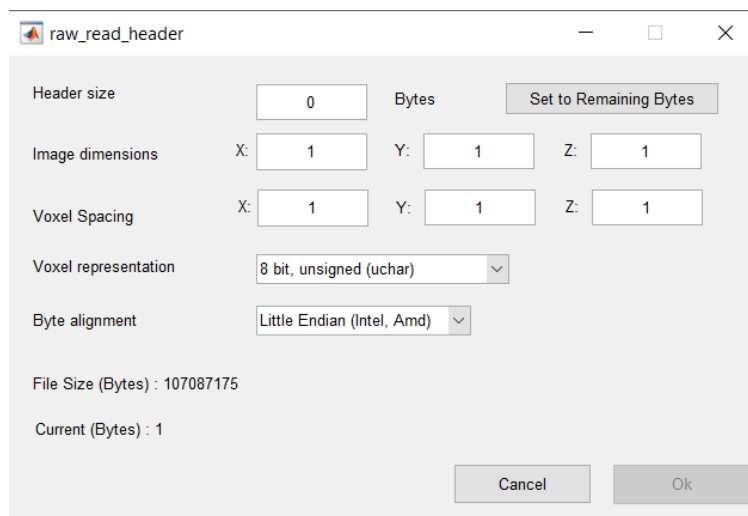 raw_read_header
Header size 0 Bytes Set to Remaining Bytes
Image dimensions X: 1 Y: 1 Z: 1
Voxel Spacing X: 1 Y: 1 Z: 1
Voxel representation 8 bit, unsigned (uchar)
Byte alignment Little Endian (Intel, Amd)
File Size (Bytes) : 107087175
Current (Bytes) : 1
Cancel Ok